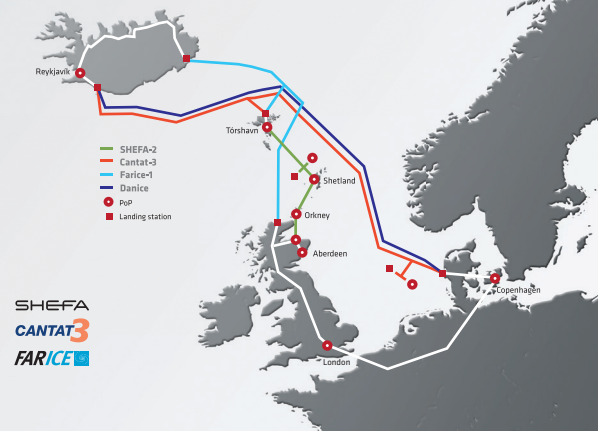 Reykjavík
Tórshavn
SHEFA-2
Cantat-3
Farice-1
Danice
PoP
Landing station
Shetland
Orkney
Aberdeen
Copenhagen
SHEFA
CANTAT3
FARICE
London